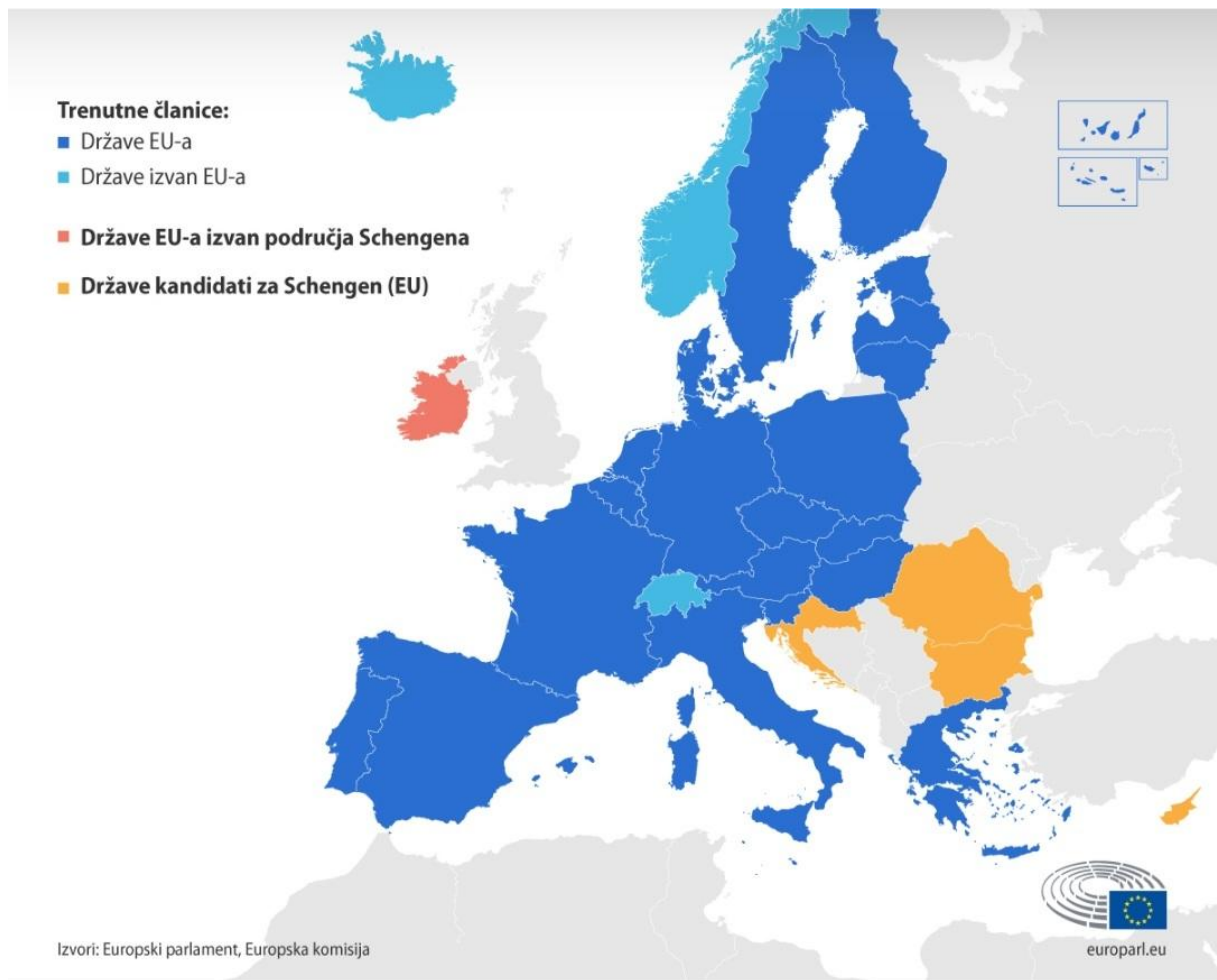 Trenutne članice:
Države EU-a
Države izvan EU-a
Države EU-a izvan područja Schengena
Države kandidati za Schengen (EU)
Izvori: Europski parlament, Europska komisija
europarl.eu